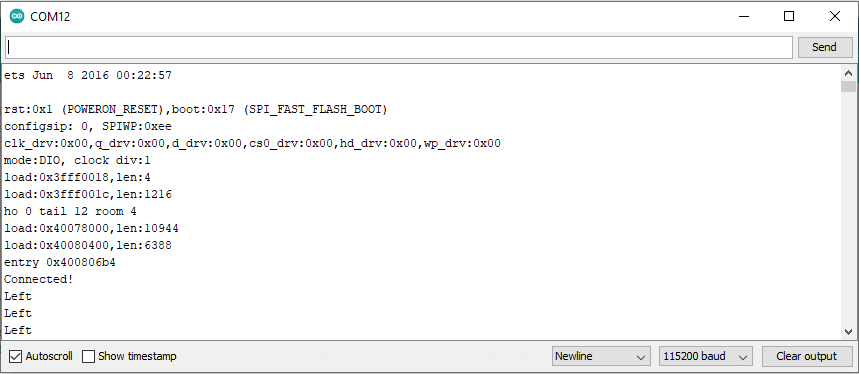 COM12
Send
ets Jun  8 2016 00:22:57
rst:0x1 (POWERON_RESET),boot:0x17 (SPI_FAST_FLASH_BOOT)
configsip: 0, SPIWP:0xee
clk_drv:0x00,q_drv:0x00,d_drv:0x00,cs0_drv:0x00,hd_drv:0x00,wp_drv:0x00
mode:DIO, clock div:1
load:0x3fff0018,len:4
load:0x3fff001c,len:1216
ho 0 tail 12 room 4
load:0x40078000,len:10944
load:0x40080400,len:6388
entry 0x400806b4
Connected!
Left
Left
Left
Autoscroll Show timestamp Newline 115200 baud Clear output